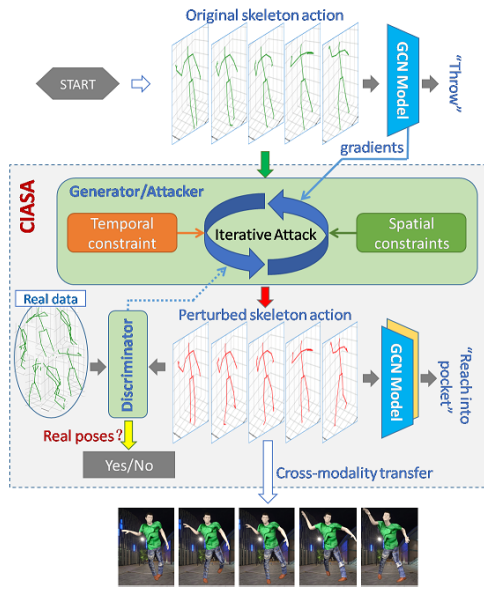 Original skeleton action
START
GCN Model
“Throw”
gradients
CIASA
Generator/Attacker
Temporal
constraint
Iterative Attack
Spatial
constraints
Real data
Perturbed skeleton action
Discriminator
GCN Model
“Reach into
pocket”
Real poses?
Yes/No
Cross-modality transfer